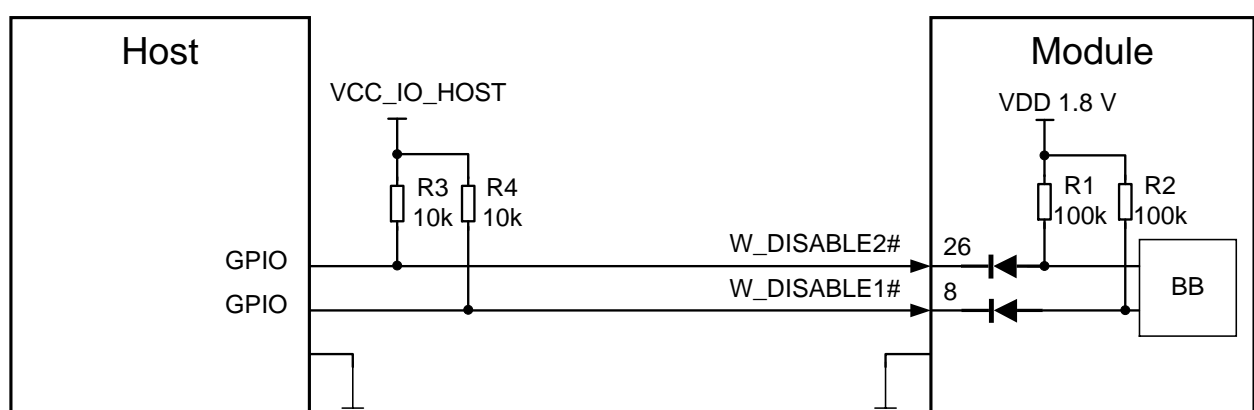 Host
Module
VCC_IO_HOST
VDD 1.8 V
R3
10k
R4
10k
R1
100k
R2
100k
GPIO
W_DISABLE2#
26
GPIO
W_DISABLE1#
8
BB